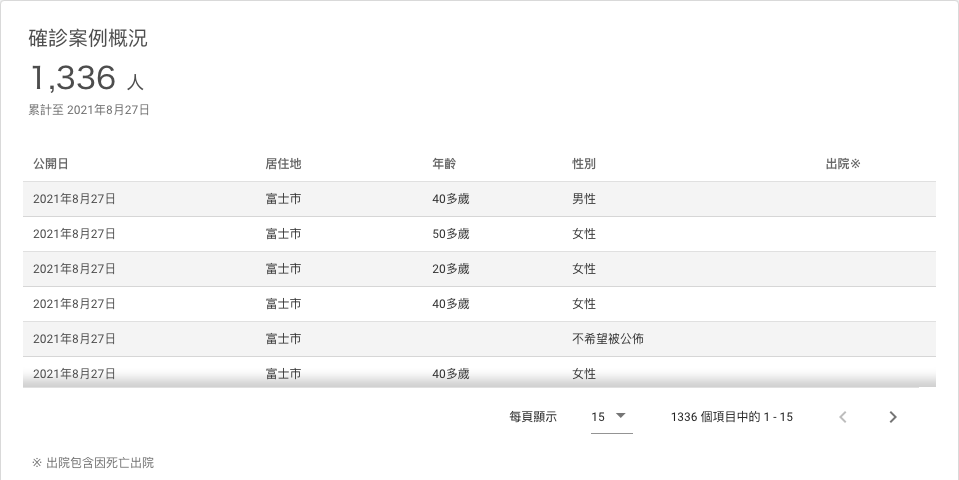 確診案例概況
1,336 人
累計至 2021年8月27日
公開日 居住地 年齡 性別 出院※
2021年8月27日 富士市 40多歲 男性
2021年8月27日 富士市 50多歲 女性
2021年8月27日 富士市 20多歲 女性
2021年8月27日 富士市 40多歲 女性
2021年8月27日 富士市 不希望被公佈
2021年8月27日 富士市 40多歲 女性
每頁顯示 15 1336 個項目中的 1 - 15
※ 出院包含因死亡出院